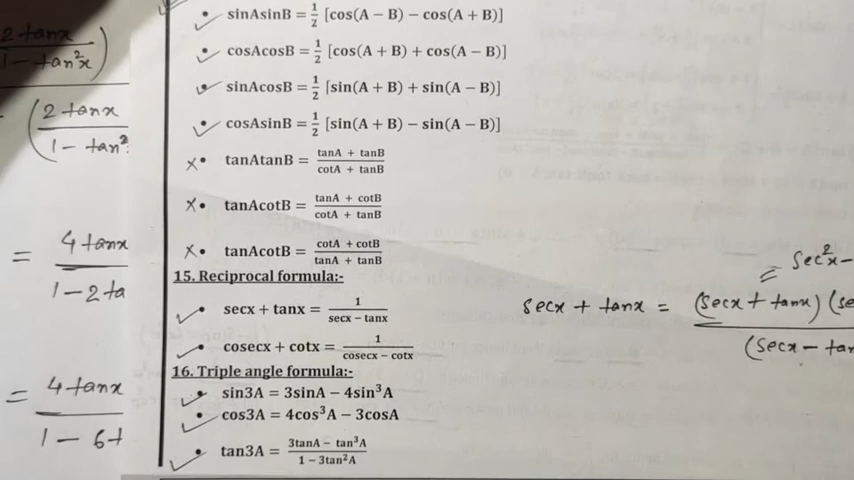 2 tanx
1 - tan²x
2 tanx
1 - tan²
= 4 tanx
1 - 2 ta
= 4 tanx
1 - 6t
• sinAsinB = 1/2 [cos(A − B) − cos(A + B)]
• cosAcosB = 1/2 [cos(A + B) + cos(A − B)]
• sinAcosB = 1/2 [sin(A + B) + sin(A − B)]
• cosAsinB = 1/2 [sin(A + B) − sin(A − B)]
x• tanAtanB = (tanA + tanB)/(cotA + tanB)
x• tanAcotB = (tanA + cotB)/(cotA + tanB)
x• tanAcotB = (cotA + cotB)/(tanA + tanB)
15. Reciprocal formula:-
• secx + tanx = 1/(secx − tanx)
• cosecx + cotx = 1/(cosecx − cotx)
16. Triple angle formula:-
• sin3A = 3sinA − 4sin³A
• cos3A = 4cos³A − 3cosA
• tan3A = (3tanA − tan³A)/(1 − 3tan²A)
= sec²x -
secx + tanx = (secx + tanx) (se
(secx - tan